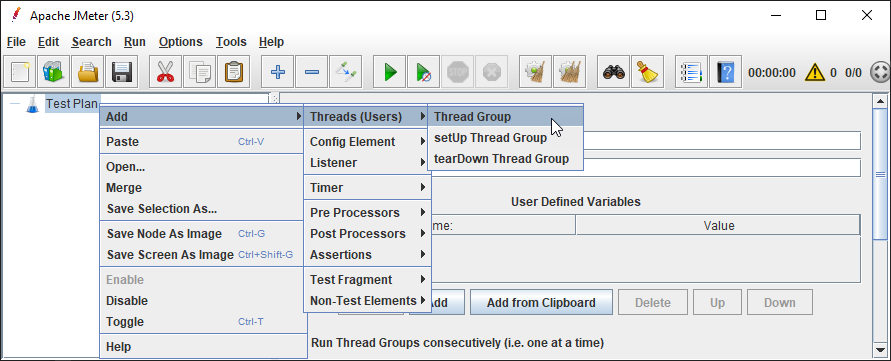 Apache JMeter (5.3)
File Edit Search Run Options Tools Help
00:00:00 0 0/0
Test Plan
Add
Paste Ctrl-V
Open...
Merge
Save Selection As...
Save Node As Image Ctrl-G
Save Screen As Image Ctrl+Shift-G
Enable
Disable
Toggle Ctrl-T
Help
Threads (Users)
Config Element
Listener
Timer
Pre Processors
Post Processors
Assertions
Test Fragment
Non-Test Elements
Thread Group
setUp Thread Group
tearDown Thread Group
User Defined Variables
me: Value
Add from Clipboard Delete Up Down
Run Thread Groups consecutively (i.e. one at a time)